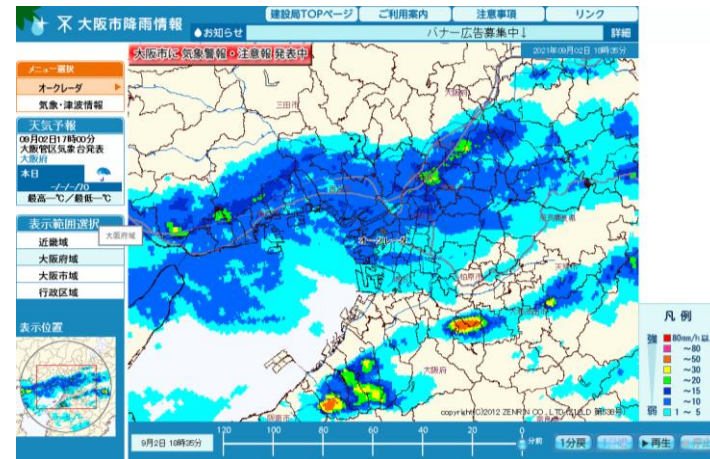 大阪市降雨情報
建設局TOPページ
ご利用案内
注意事項
リンク
お知らせ
バナー広告募集中↓
詳細
大阪市に 気象警報・注意報 発表中
2021年09月02日 18時35分
メニュー選択
オークレーダ
気象・津波情報
天気予報
09月02日17時00分
大阪管区気象台発表
大阪府
本日
-/-/-/70
最高--℃/最低--℃
表示範囲選択
近畿域
大阪府域
大阪市域
行政区域
大阪府域
表示位置
三田市
オークレーダ
柏原市
大阪府
copyright(C)2012 ZENRIN CO., LTD.
凡 例
強
80mm/h以
~80
~50
~30
~20
~15
~10
弱
1 ~ 5
9月2日 18時35分
120
100
80
60
40
20
0
分前
1分戻
▶再生